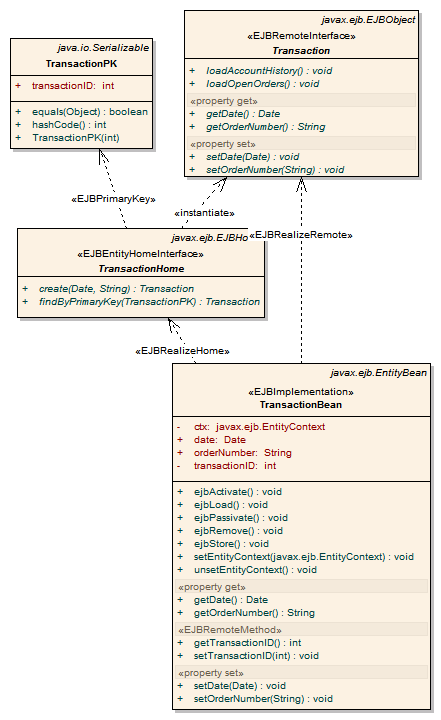 java.io.Serializable
TransactionPK
+ transactionID: int
+ equals(Object) : boolean
+ hashCode() : int
+ TransactionPK(int)
javax.ejb.EJBObject
«EJBRemoteInterface»
Transaction
+ loadAccountHistory() : void
+ loadOpenOrders() : void
«property get»
+ getDate() : Date
+ getOrderNumber() : String
«property set»
+ setDate(Date) : void
+ setOrderNumber(String) : void
«EJBPrimaryKey»
«instantiate»
«EJBRealizeRemote»
javax.ejb.EJBHo
«EJBEntityHomeInterface»
TransactionHome
+ create(Date, String) : Transaction
+ findByPrimaryKey(TransactionPK) : Transaction
«EJBRealizeHome»
javax.ejb.EntityBean
«EJBImplementation»
TransactionBean
- ctx: javax.ejb.EntityContext
+ date: Date
+ orderNumber: String
- transactionID: int
+ ejbActivate() : void
+ ejbLoad() : void
+ ejbPassivate() : void
+ ejbRemove() : void
+ ejbStore() : void
+ setEntityContext(javax.ejb.EntityContext) : void
+ unsetEntityContext() : void
«property get»
+ getDate() : Date
+ getOrderNumber() : String
«EJBRemoteMethod»
+ getTransactionID() : int
+ setTransactionID(int) : void
«property set»
+ setDate(Date) : void
+ setOrderNumber(String) : void